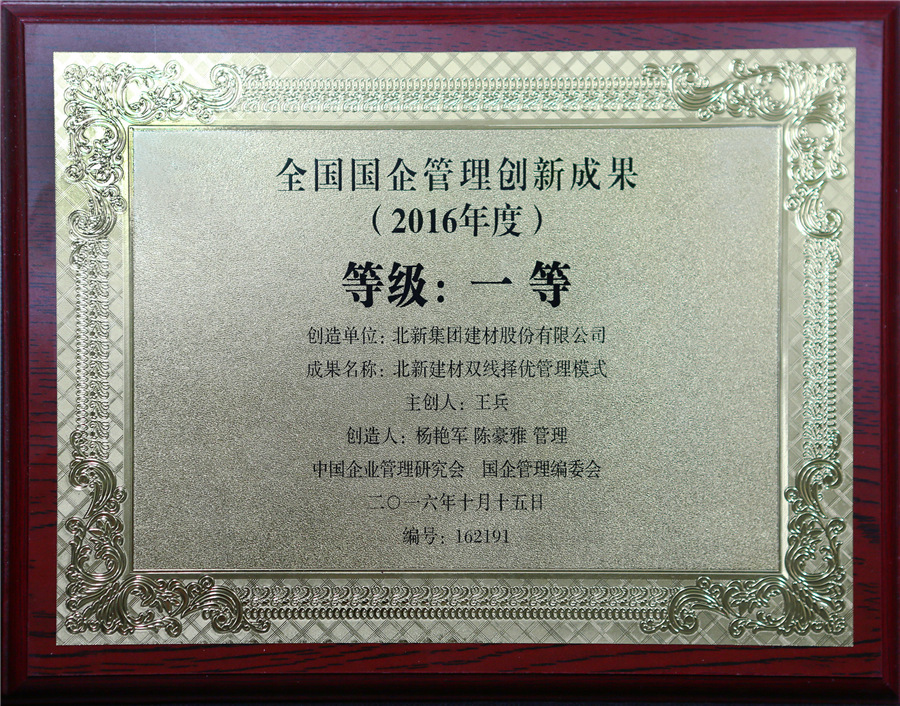 全国国企管理创新成果
（2016年度）
等级：一 等
创造单位：北新集团建材股份有限公司
成果名称：北新建材双线择优管理模式
主创人：王兵
创造人：杨艳军 陈豪雅 管理
中国企业管理研究会　国企管理编委会
二〇一六年十月十五日
编号：162191